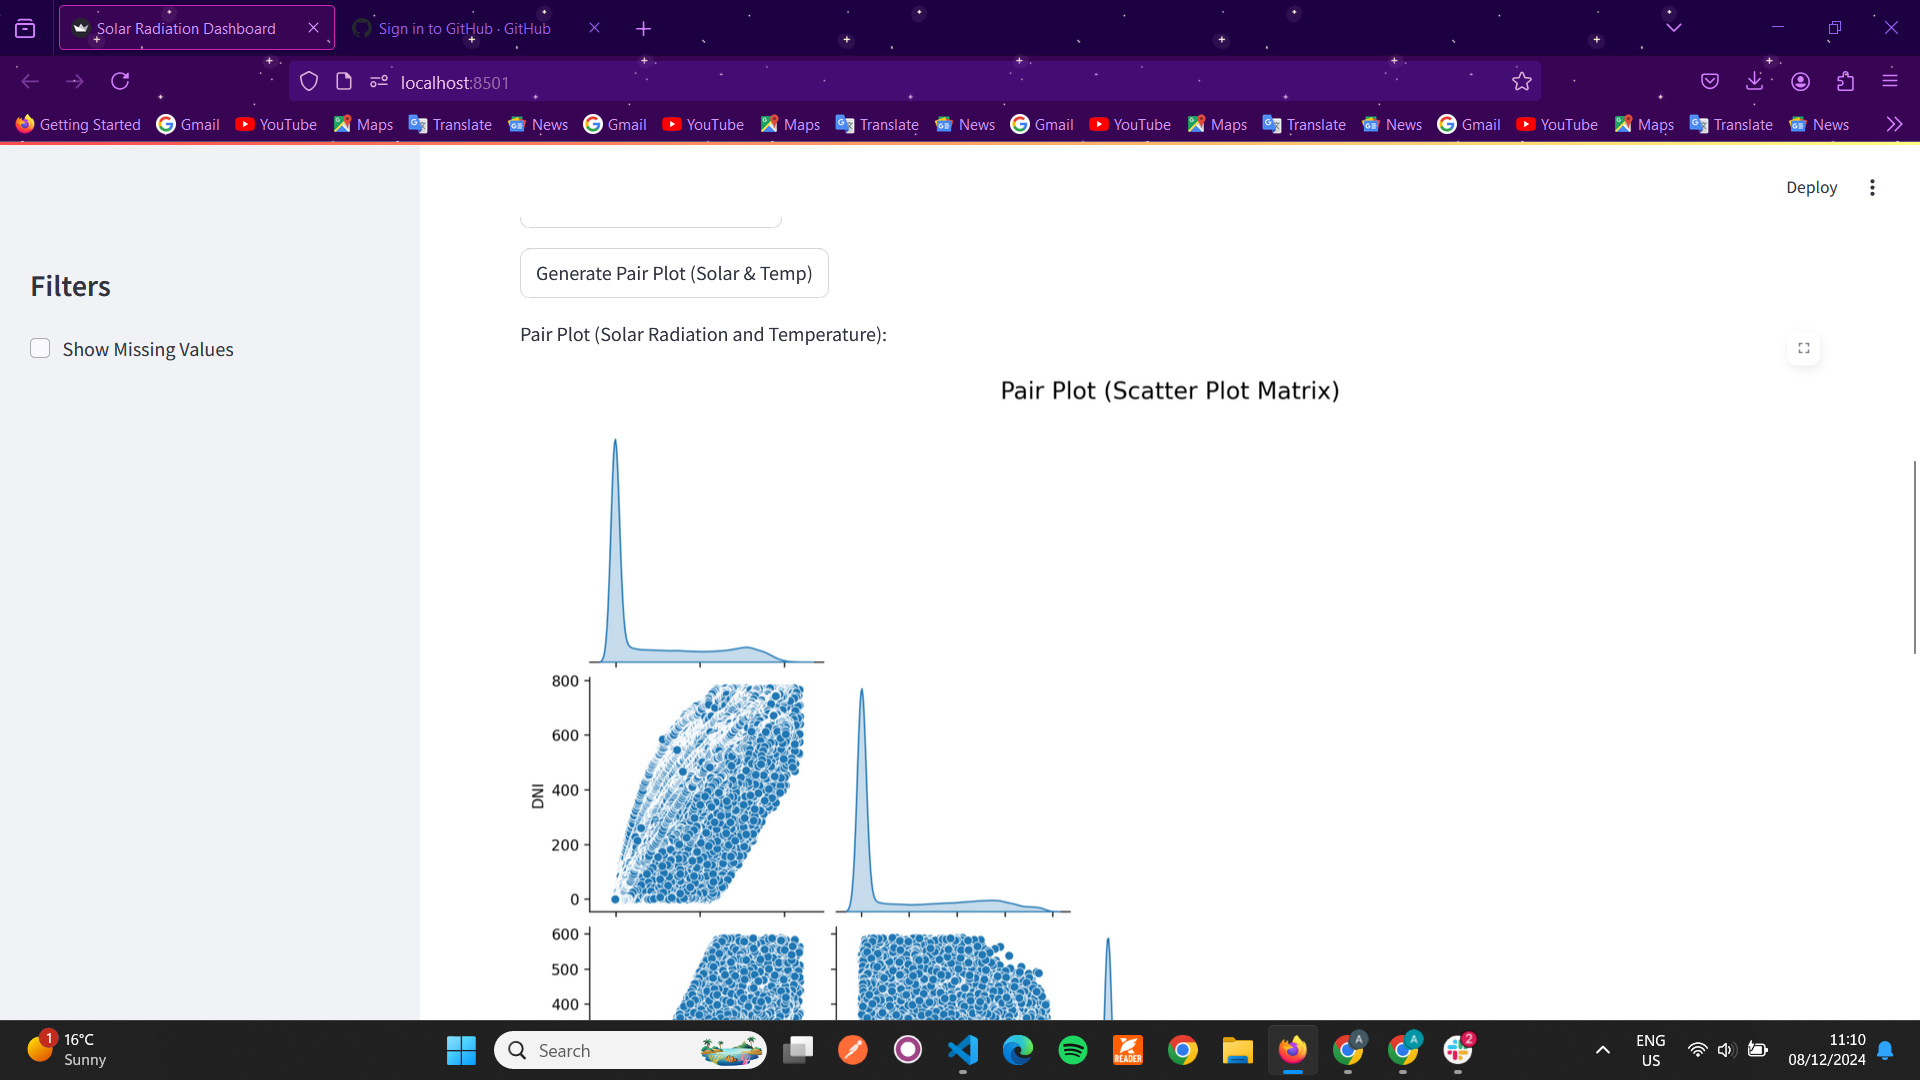 Solar Radiation Dashboard
Sign in to GitHub · GitHub
localhost:8501
Getting Started Gmail YouTube Maps Translate News Gmail YouTube Maps Translate News Gmail YouTube Maps Translate News Gmail YouTube Maps Translate News
Deploy
Filters
Show Missing Values
Generate Pair Plot (Solar & Temp)
Pair Plot (Solar Radiation and Temperature):
Pair Plot (Scatter Plot Matrix)
800
600
DNI
400
200
0
600
500
400
1
16°C
Sunny
Search
READER
A
A
2
ENG
US
11:10
08/12/2024